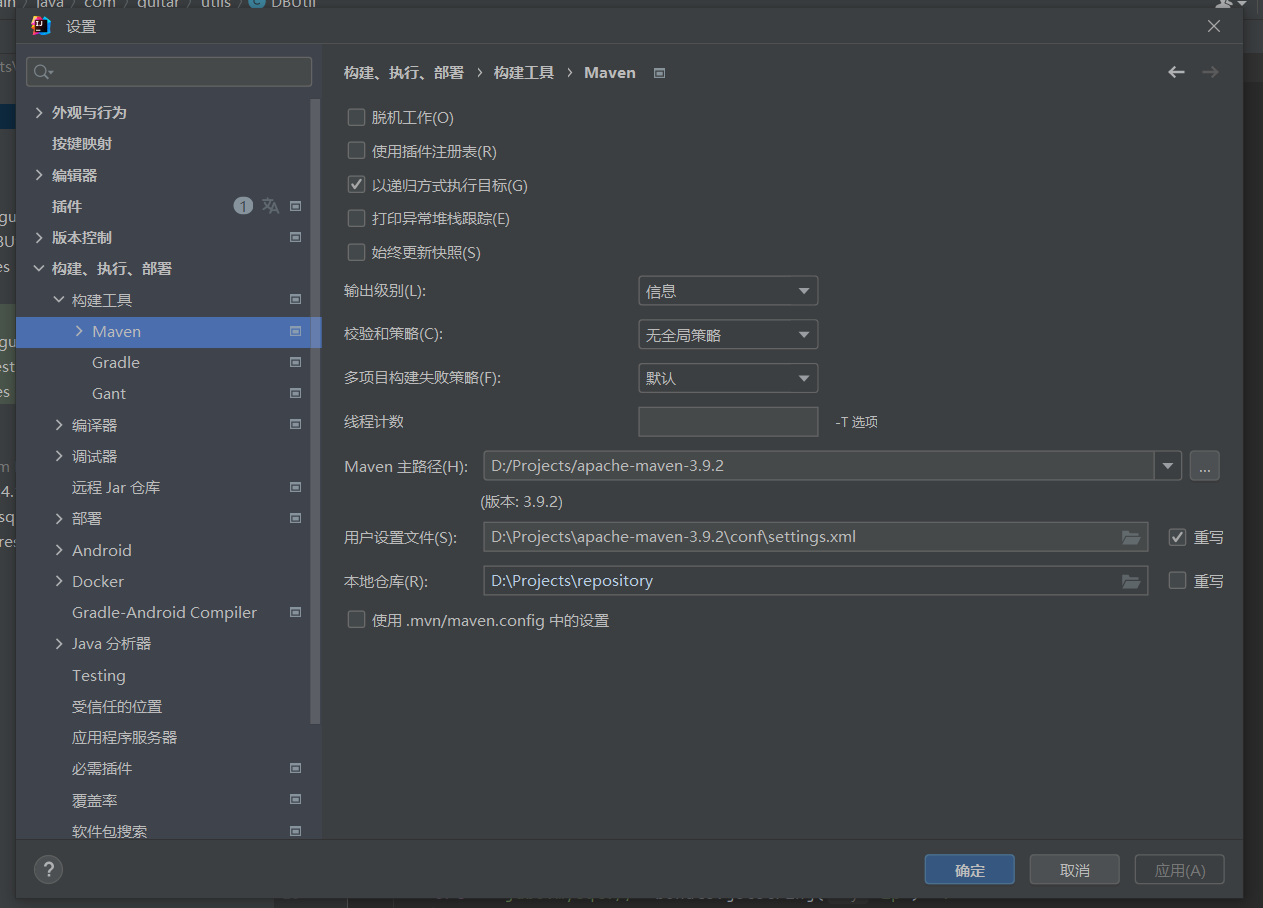 java / com / guitar / utils / DBUtil
设置
构建、执行、部署 › 构建工具 › Maven
外观与行为
按键映射
编辑器
插件 1
版本控制
构建、执行、部署
构建工具
Maven
Gradle
Gant
编译器
调试器
远程 Jar 仓库
部署
Android
Docker
Gradle-Android Compiler
Java 分析器
Testing
受信任的位置
应用程序服务器
必需插件
覆盖率
软件包搜索
脱机工作(O)
使用插件注册表(R)
以递归方式执行目标(G)
打印异常堆栈跟踪(E)
始终更新快照(S)
输出级别(L): 信息
校验和策略(C): 无全局策略
多项目构建失败策略(F): 默认
线程计数 -T 选项
Maven 主路径(H): D:/Projects/apache-maven-3.9.2 ...
(版本: 3.9.2)
用户设置文件(S): D:\Projects\apache-maven-3.9.2\conf\settings.xml 重写
本地仓库(R): D:\Projects\repository 重写
使用 .mvn/maven.config 中的设置
? 确定 取消 应用(A)